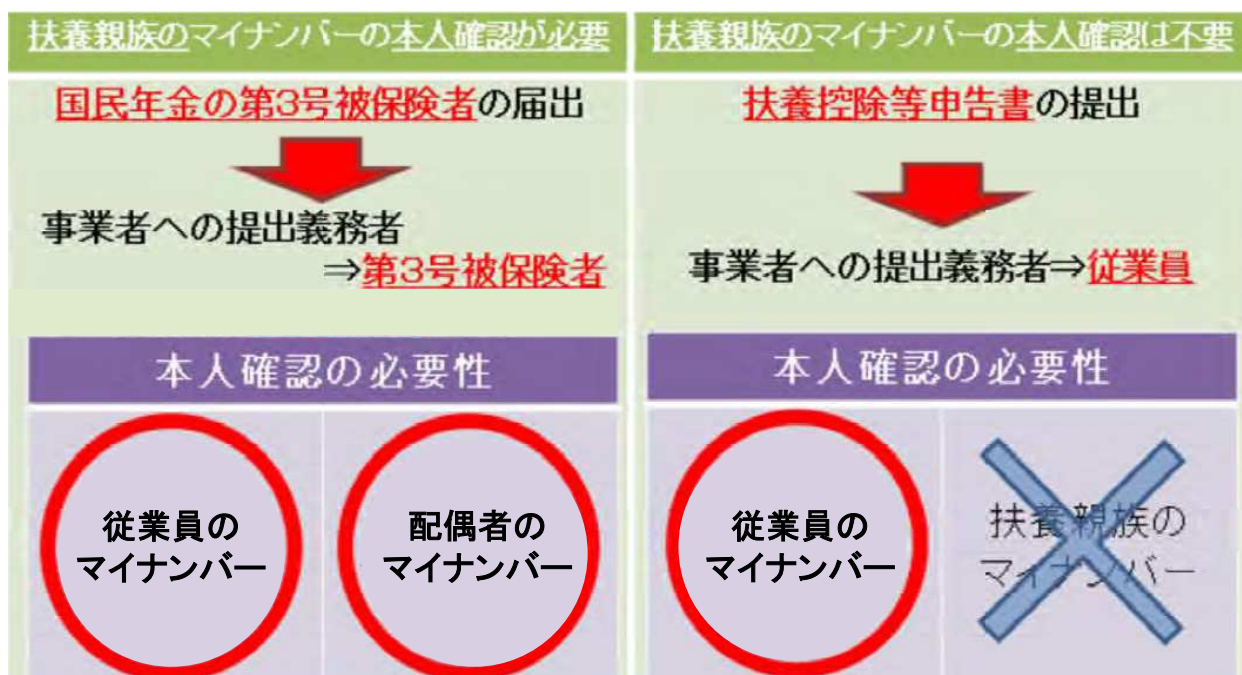 扶養親族のマイナンバーの本人確認が必要
国民年金の第3号被保険者の届出
事業者への提出義務者
⇒第3号被保険者
本人確認の必要性
従業員の
マイナンバー
配偶者の
マイナンバー
扶養親族のマイナンバーの本人確認は不要
扶養控除等申告書の提出
事業者への提出義務者⇒従業員
本人確認の必要性
従業員の
マイナンバー
扶養親族の
マイナンバー